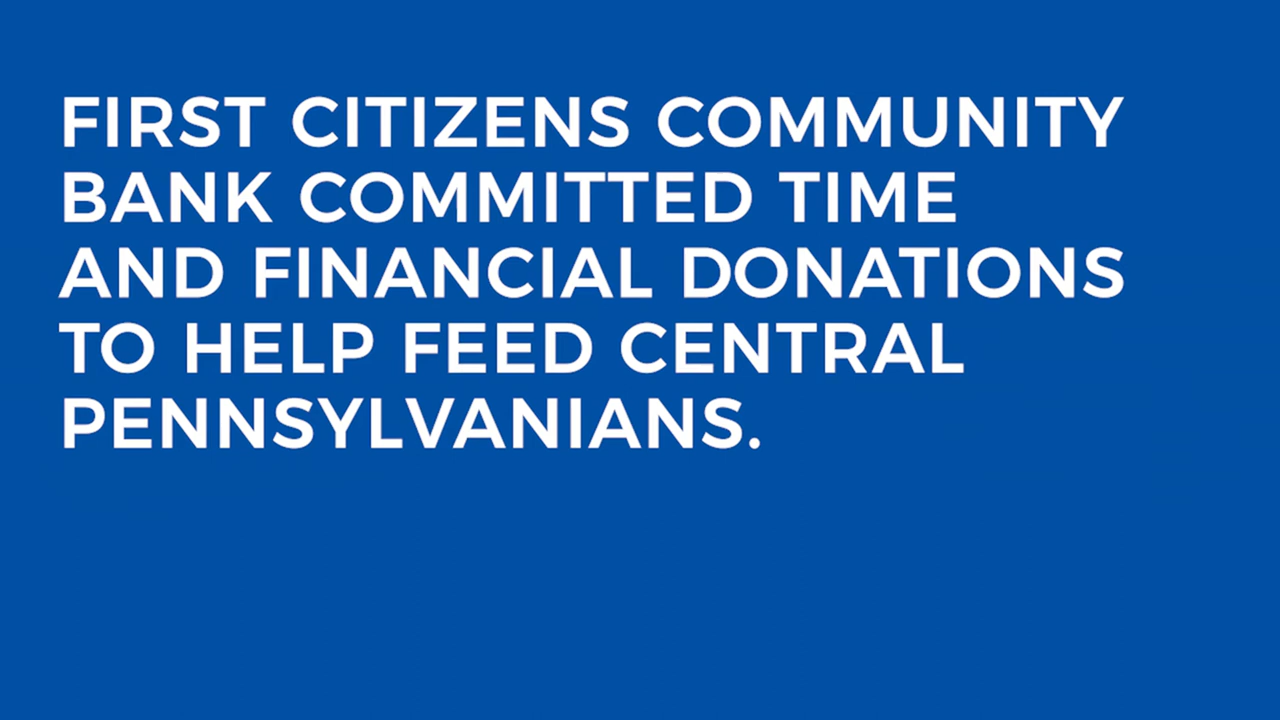 FIRST CITIZENS COMMUNITY
BANK COMMITTED TIME
AND FINANCIAL DONATIONS
TO HELP FEED CENTRAL
PENNSYLVANIANS.